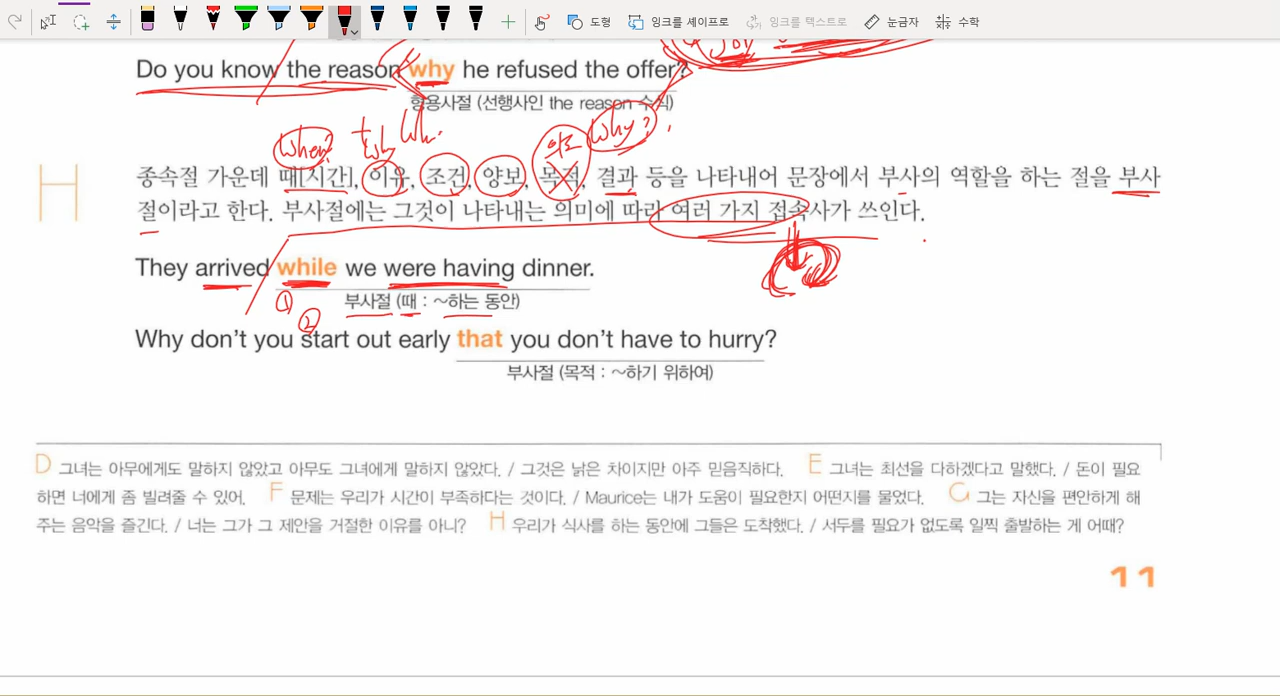 도형 잉크를 셰이프로 잉크를 텍스트로 눈금자 수학
Do you know the reason why he refused the offer?
형용사절 (선행사인 the reason 수식)
when? why wh. 의도 why?
H 종속절 가운데 때[시간], 이유, 조건, 양보, 목적, 결과 등을 나타내어 문장에서 부사의 역할을 하는 절을 부사
절이라고 한다. 부사절에는 그것이 나타내는 의미에 따라 여러 가지 접속사가 쓰인다.
They arrived while we were having dinner.
① 부사절 (때 : ~하는 동안)
②
Why don't you start out early that you don't have to hurry?
부사절 (목적 : ~하기 위하여)
D 그녀는 아무에게도 말하지 않았고 아무도 그녀에게 말하지 않았다. / 그것은 낡은 차이지만 아주 믿음직하다. E 그녀는 최선을 다하겠다고 말했다. / 돈이 필요
하면 너에게 좀 빌려줄 수 있어. F 문제는 우리가 시간이 부족하다는 것이다. / Maurice는 내가 도움이 필요한지 어떤지를 물었다. G 그는 자신을 편안하게 해
주는 음악을 즐긴다. / 너는 그가 그 제안을 거절한 이유를 아니? H 우리가 식사를 하는 동안에 그들은 도착했다. / 서두를 필요가 없도록 일찍 출발하는 게 어때?
11